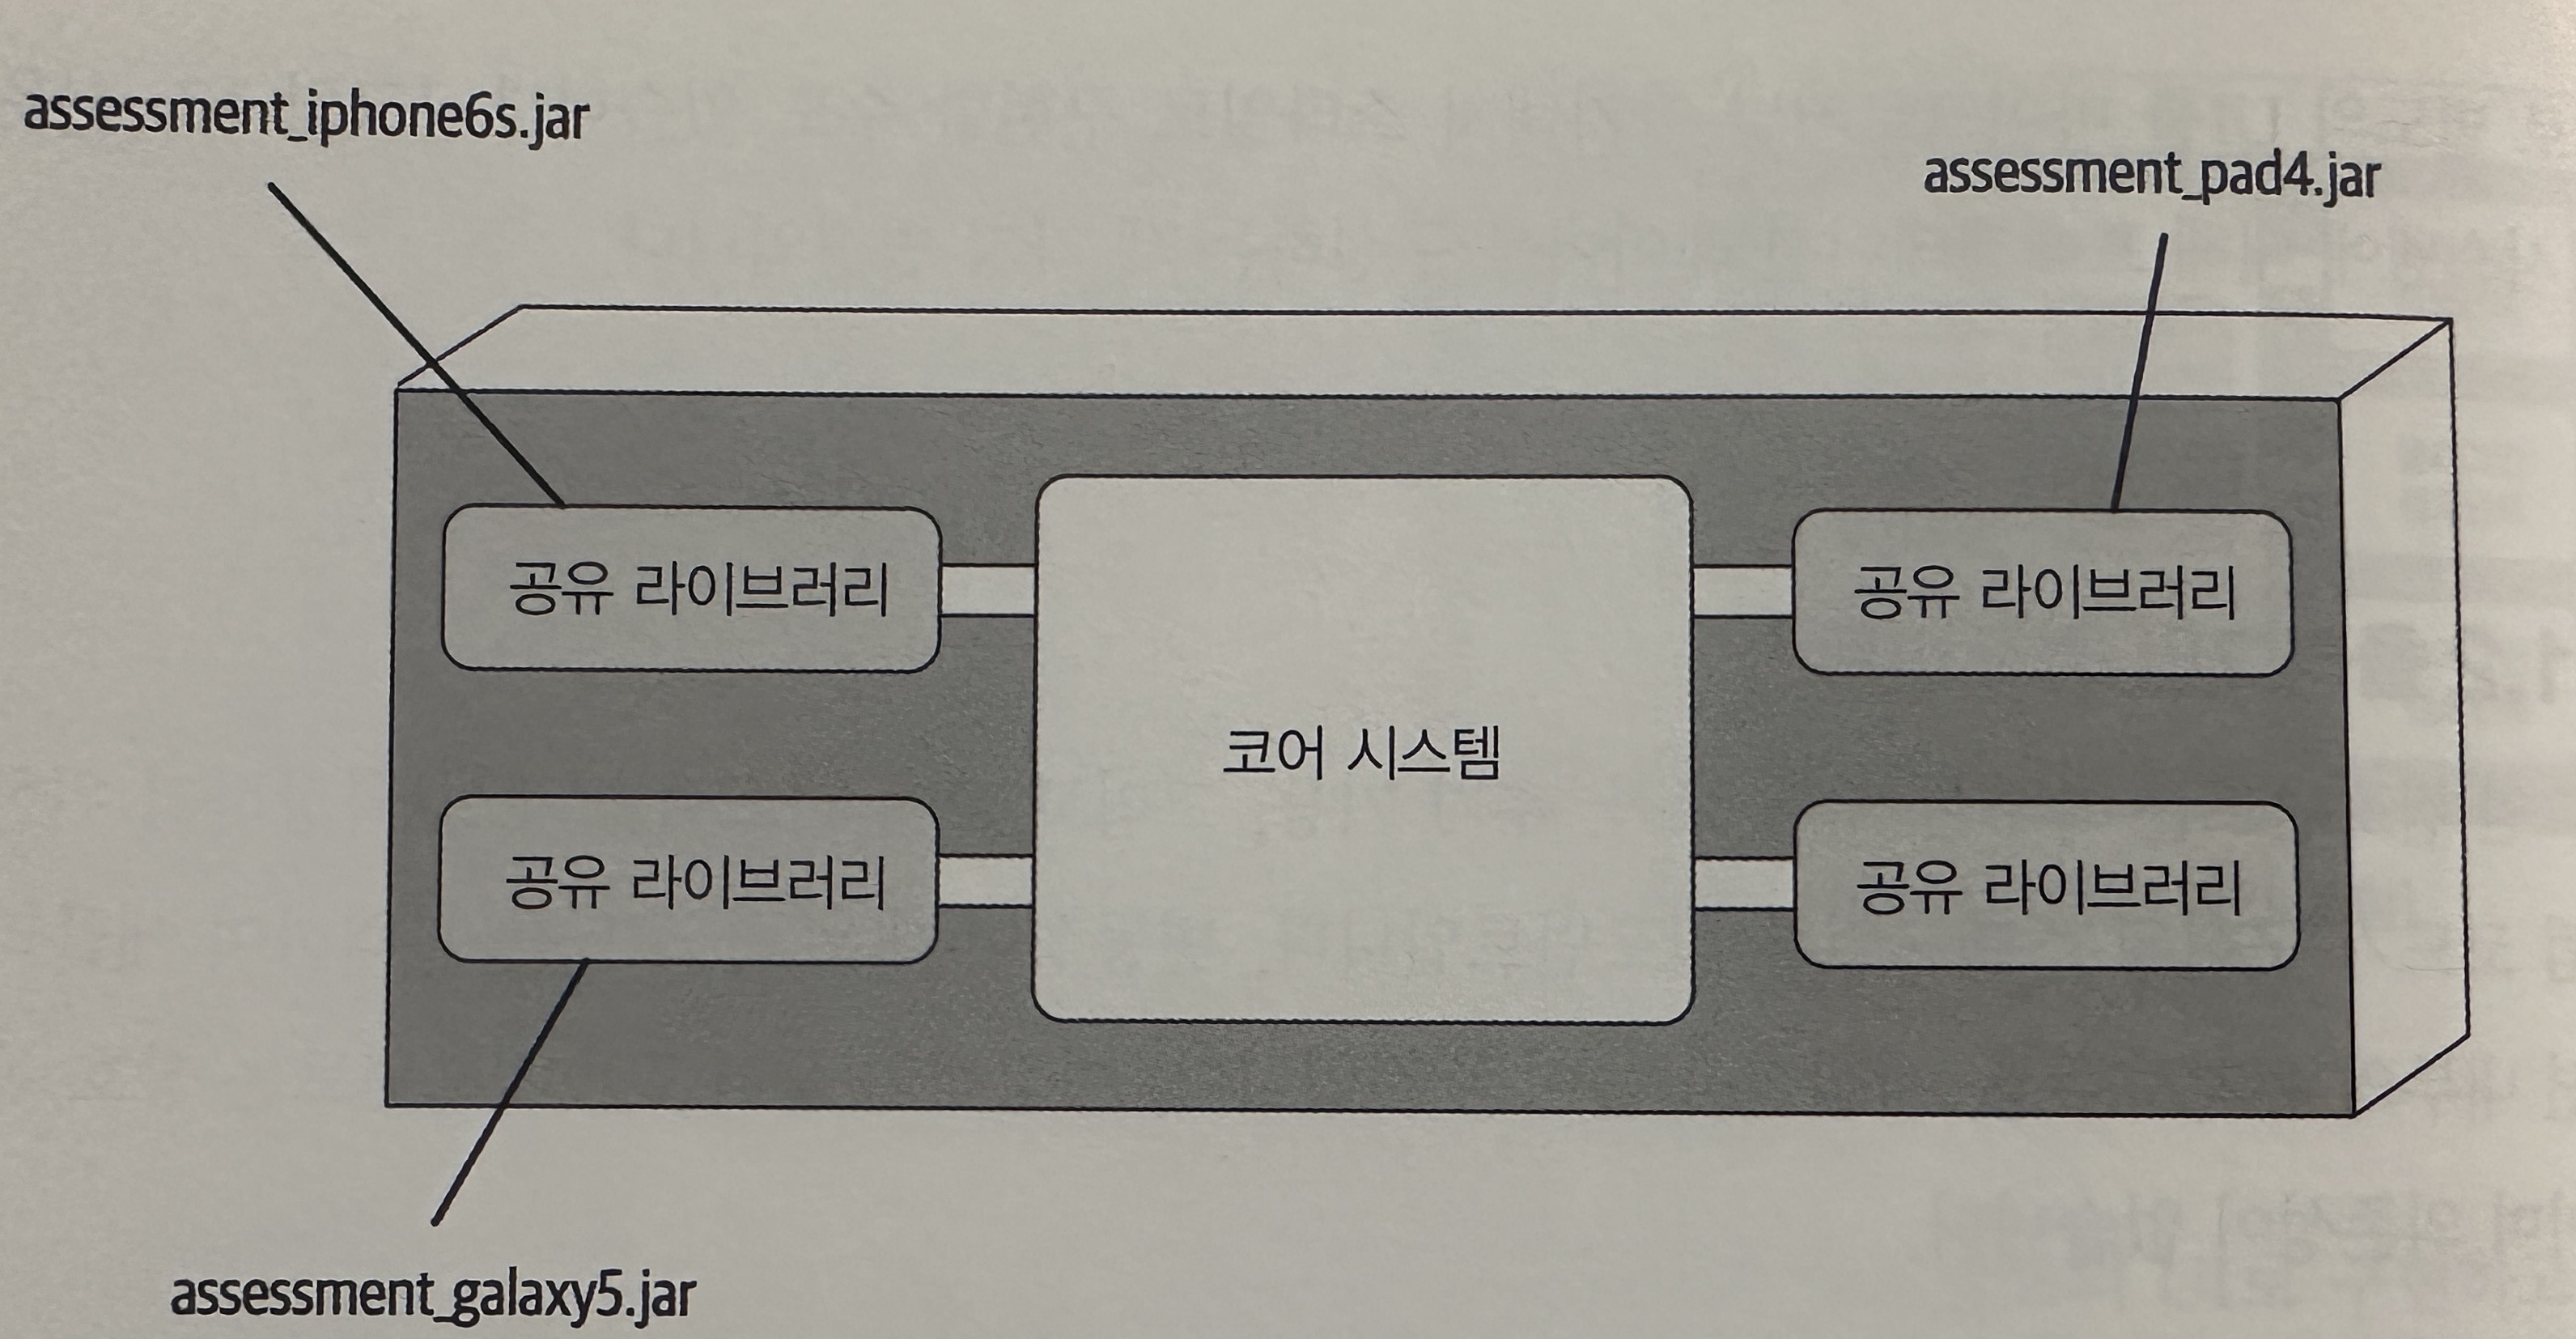 assessment_iphone6s.jar
assessment_pad4.jar
공유 라이브러리
공유 라이브러리
코어 시스템
공유 라이브러리
공유 라이브러리
assessment_galaxy5.jar